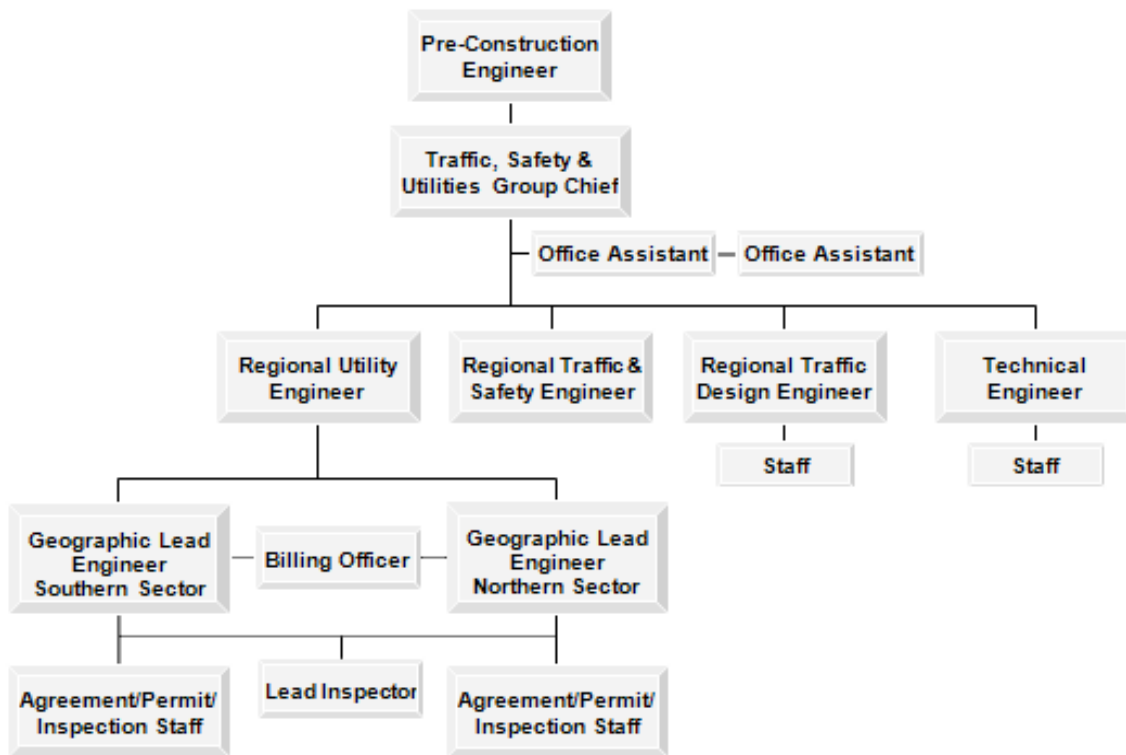 Pre-Construction
Engineer
Traffic, Safety &
Utilities Group Chief
Office Assistant
Office Assistant
Regional Utility
Engineer
Regional Traffic &
Safety Engineer
Regional Traffic
Design Engineer
Technical
Engineer
Staff
Staff
Geographic Lead
Engineer
Southern Sector
Billing Officer
Geographic Lead
Engineer
Northern Sector
Agreement/Permit/
Inspection Staff
Lead Inspector
Agreement/Permit/
Inspection Staff